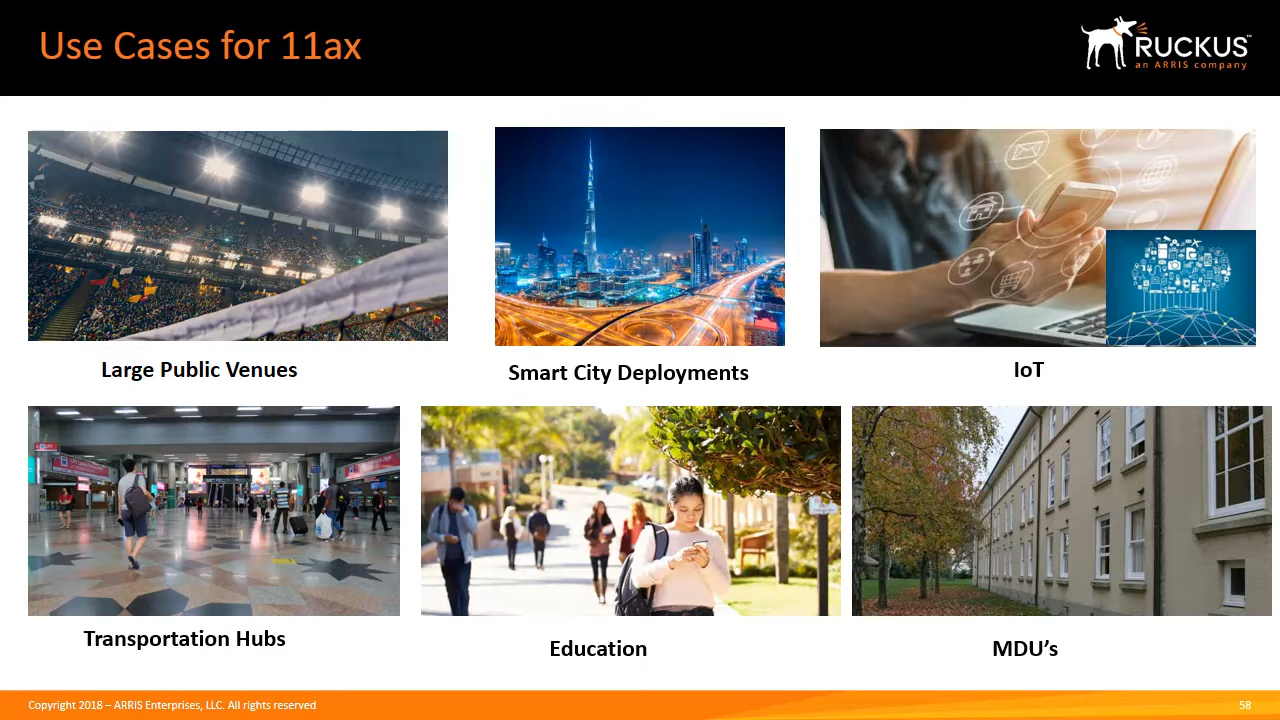 Use Cases for 11ax
RUCKUS™
an ARRIS company
Large Public Venues
Smart City Deployments
IoT
Transportation Hubs
Education
MDU's
Copyright 2018 – ARRIS Enterprises, LLC. All rights reserved
58